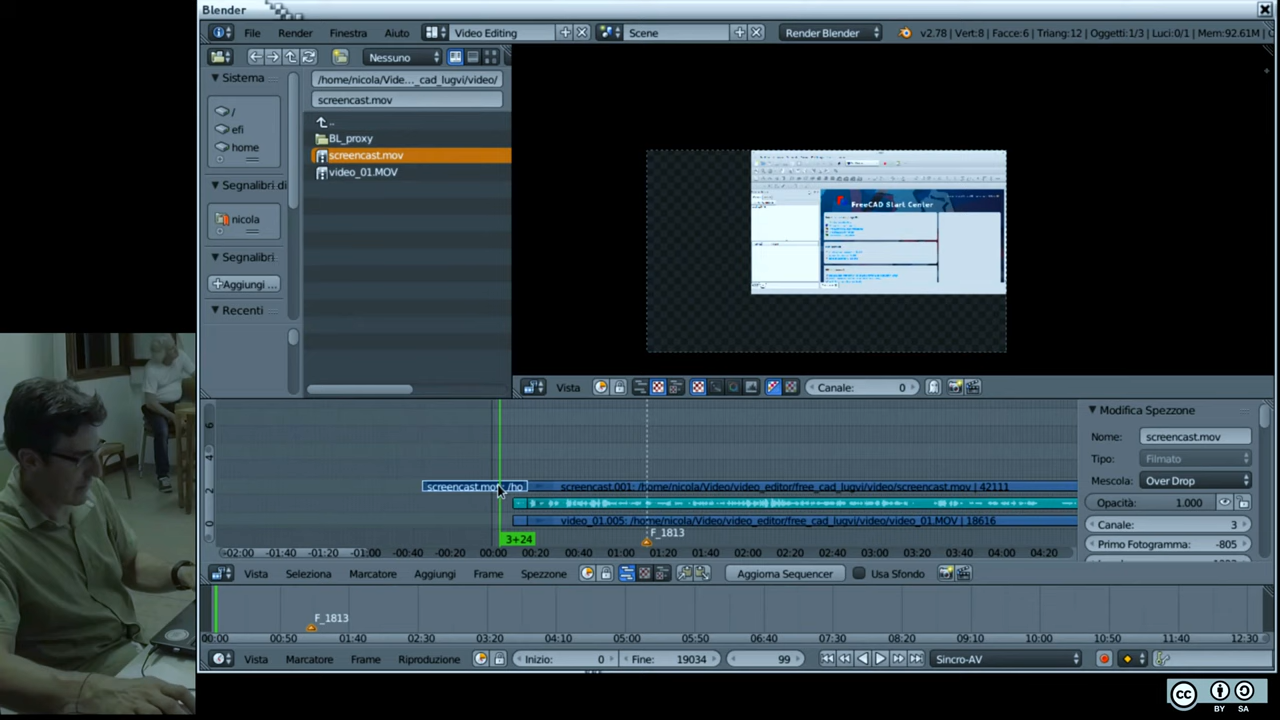 Blender
File Render Finestra Aiuto Video Editing Scene Render Blender v2.78 | Vert:8 | Facce:6 | Triang:12 | Oggetti:1/3 | Luci:0/1 | Mem:92.61M
Nessuno
Sistema
/home/nicola/Vide..._cad_lugvi/video/
screencast.mov
/
..
efi
BL_proxy
home
screencast.mov
video_01.MOV
Segnalibri di
nicola
Segnalibri
Aggiungi ...
Recenti
FreeCAD Start Center
Vista Canale: 0
Modifica Spezzone
Nome: screencast.mov
Tipo: Filmato
Mescola: Over Drop
Opacità: 1.000
Canale: 3
Primo Fotogramma: -805
6
4
2
0
screencast.mov: /ho
screencast.001: /home/nicola/Video/video_editor/free_cad_lugvi/video/screencast.mov | 42111
video_01.005: /home/nicola/Video/video_editor/free_cad_lugvi/video/video_01.MOV | 18616
3+24
F_1813
-02:00 -01:40 -01:20 -01:00 -00:40 -00:20 00:00 00:20 00:40 01:00 01:20 01:40 02:00 02:20 02:40 03:00 03:20 03:40 04:00 04:20
Vista Seleziona Marcatore Aggiungi Frame Spezzone Aggiorna Sequencer Usa Sfondo
F_1813
00:00 00:50 01:40 02:30 03:20 04:10 05:00 05:50 06:40 07:30 08:20 09:10 10:00 10:50 11:40 12:30
Vista Marcatore Frame Riproduzione Inizio: 0 Fine: 19034 99 Sincro-AV
cc BY SA